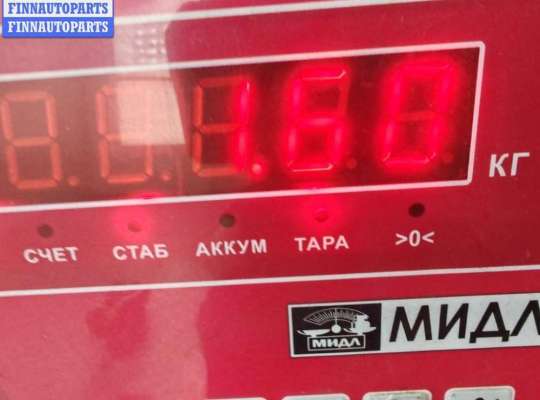 FINNAUTOPARTS
FINNAUTOPARTS
1.60
КГ
СЧЕТ СТАБ АККУМ ТАРА >0<
МИДЛ МИДЛ